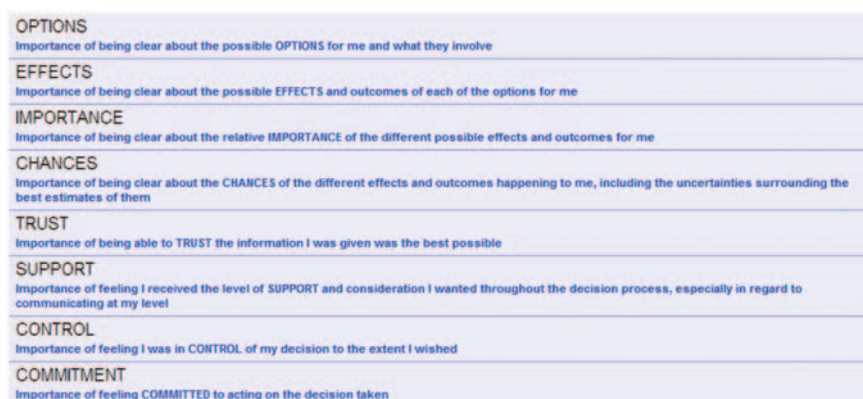 OPTIONS
Importance of being clear about the possible OPTIONS for me and what they involve
EFFECTS
Importance of being clear about the possible EFFECTS and outcomes of each of the options for me
IMPORTANCE
Importance of being clear about the relative IMPORTANCE of the different possible effects and outcomes for me
CHANCES
Importance of being clear about the CHANCES of the different effects and outcomes happening to me, including the uncertainties surrounding the
best estimates of them
TRUST
Importance of being able to TRUST the information I was given was the best possible
SUPPORT
Importance of feeling I received the level of SUPPORT and consideration I wanted throughout the decision process, especially in regard to
communicating at my level
CONTROL
Importance of feeling I was in CONTROL of my decision to the extent I wished
COMMITMENT
Importance of feeling COMMITTED to acting on the decision taken